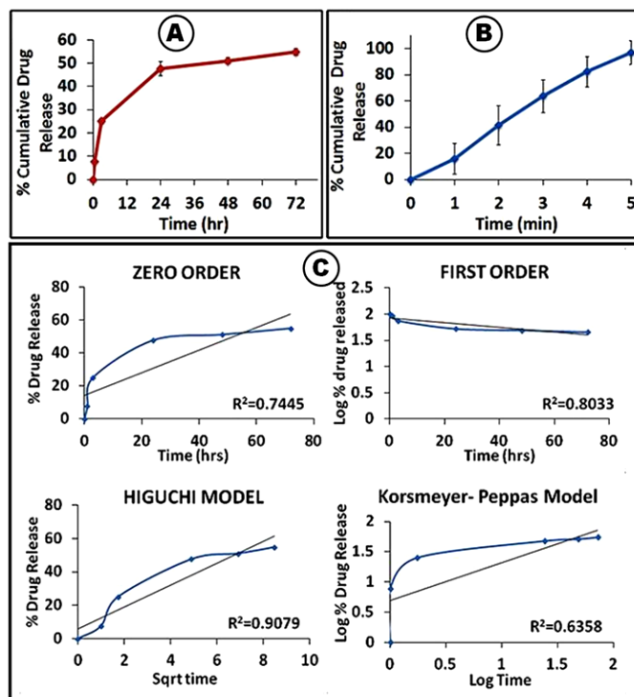 A
% Cumulative Drug
Release
60
50
40
30
20
10
0
0 12 24 36 48 60 72
Time (hr)
B
% Cumulative Drug
Release
100
80
60
40
20
0
0 1 2 3 4 5
Time (min)
C
ZERO ORDER
% Drug Release
80
60
40
20
0
R²=0.7445
0 20 40 60 80
Time (hrs)
FIRST ORDER
Log % drug released
2.5
2
1.5
1
0.5
0
R²=0.8033
0 20 40 60 80
Time (hrs)
HIGUCHI MODEL
% Drug Release
80
60
40
20
0
R²=0.9079
0 2 4 6 8 10
Sqrt time
Korsmeyer- Peppas Model
Log % Drug Release
2
1.5
1
0.5
0
R²=0.6358
0 0.5 1 1.5 2
Log Time